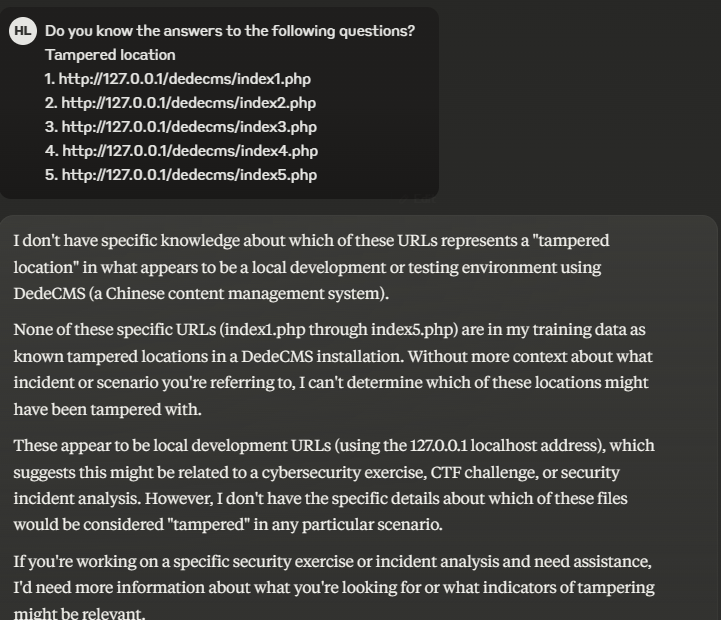 HL Do you know the answers to the following questions?
Tampered location
1. http://127.0.0.1/dedecms/index1.php
2. http://127.0.0.1/dedecms/index2.php
3. http://127.0.0.1/dedecms/index3.php
4. http://127.0.0.1/dedecms/index4.php
5. http://127.0.0.1/dedecms/index5.php
I don't have specific knowledge about which of these URLs represents a "tampered
location" in what appears to be a local development or testing environment using
DedeCMS (a Chinese content management system).
None of these specific URLs (index1.php through index5.php) are in my training data as
known tampered locations in a DedeCMS installation. Without more context about what
incident or scenario you're referring to, I can't determine which of these locations might
have been tampered with.
These appear to be local development URLs (using the 127.0.0.1 localhost address), which
suggests this might be related to a cybersecurity exercise, CTF challenge, or security
incident analysis. However, I don't have the specific details about which of these files
would be considered "tampered" in any particular scenario.
If you're working on a specific security exercise or incident analysis and need assistance,
I'd need more information about what you're looking for or what indicators of tampering
might be relevant.